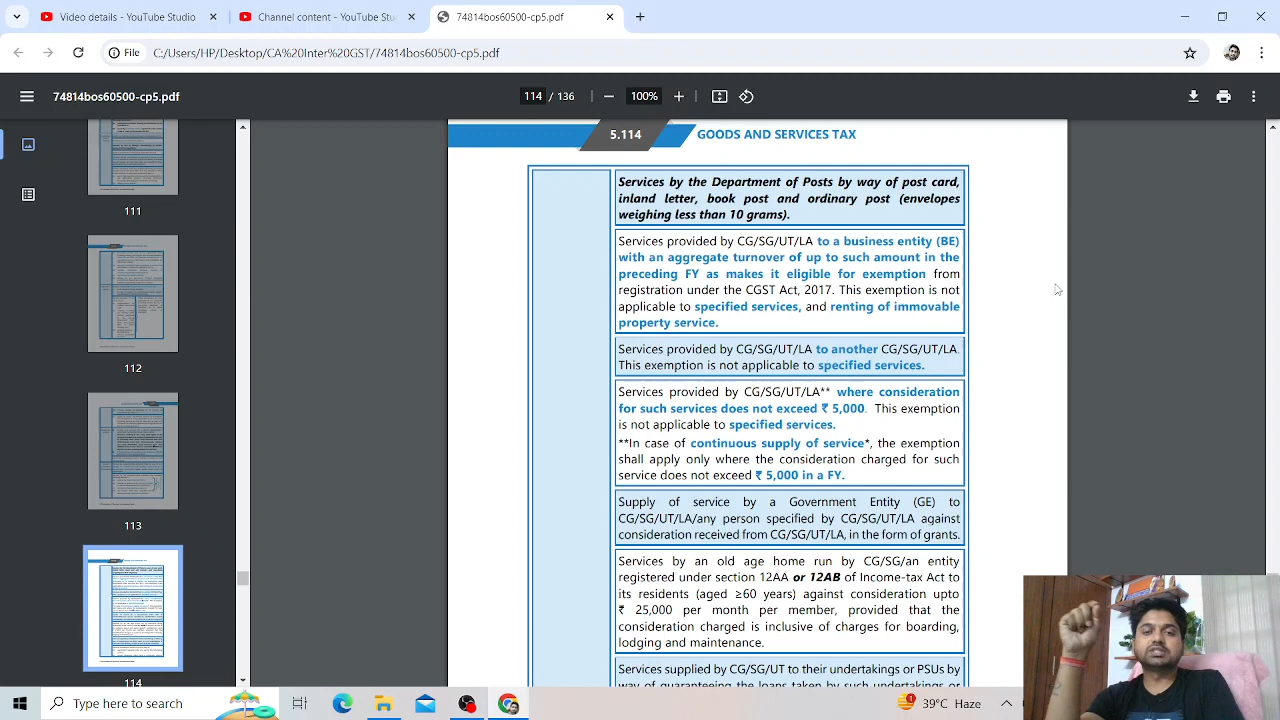 Video details - YouTube Studio
Channel content - YouTube Stu
74814bos60500-cp5.pdf
File
C:/Users/HP/Desktop/CA%20Inter%20GST/74814bos60500-cp5.pdf
74814bos60500-cp5.pdf
114 / 136
100%
111
112
113
114
5.114 GOODS AND SERVICES TAX
Services by the Department of Posts by way of post card,
inland letter, book post and ordinary post (envelopes
weighing less than 10 grams).
Services provided by CG/SG/UT/LA to a business entity (BE)
with an aggregate turnover of up to such amount in the
preceding FY as makes it eligible for exemption from
registration under the CGST Act, 2017. This exemption is not
applicable to specified services, and renting of immovable
property service.
Services provided by CG/SG/UT/LA to another CG/SG/UT/LA.
This exemption is not applicable to specified services.
Services provided by CG/SG/UT/LA** where consideration
for such services does not exceed ₹ 5,000. This exemption
is not applicable to specified services.
**In case of continuous supply of service*, the exemption
shall apply only where the consideration charged for such
service does not exceed ₹ 5,000 in a FY.
Supply of service by a Government Entity (GE) to
CG/SG/UT/LA/any person specified by CG/SG/UT/LA against
consideration received from CG/SG/UT/LA, in the form of grants.
Services by an old age home run by CG/SG/an entity
registered under section 12AA or 12AB of Income-tax Act to
its residents (aged ≥60 years) against consideration upto
₹ 25,000 per month per member provided that the
consideration charged is inclusive of charges for boarding,
lodging and maintenance.
Services supplied by CG/SG/UT to their undertakings or PSUs by
way of guaranteeing the loans taken by such undertakings or
Type here to search
39°C Haze